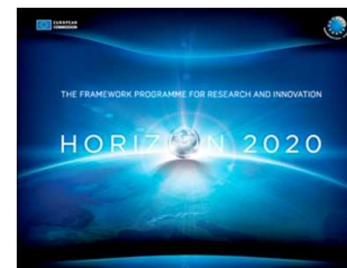 EUROPEAN
COMMISSION
THE FRAMEWORK PROGRAMME FOR RESEARCH AND INNOVATION
HORIZON 2020